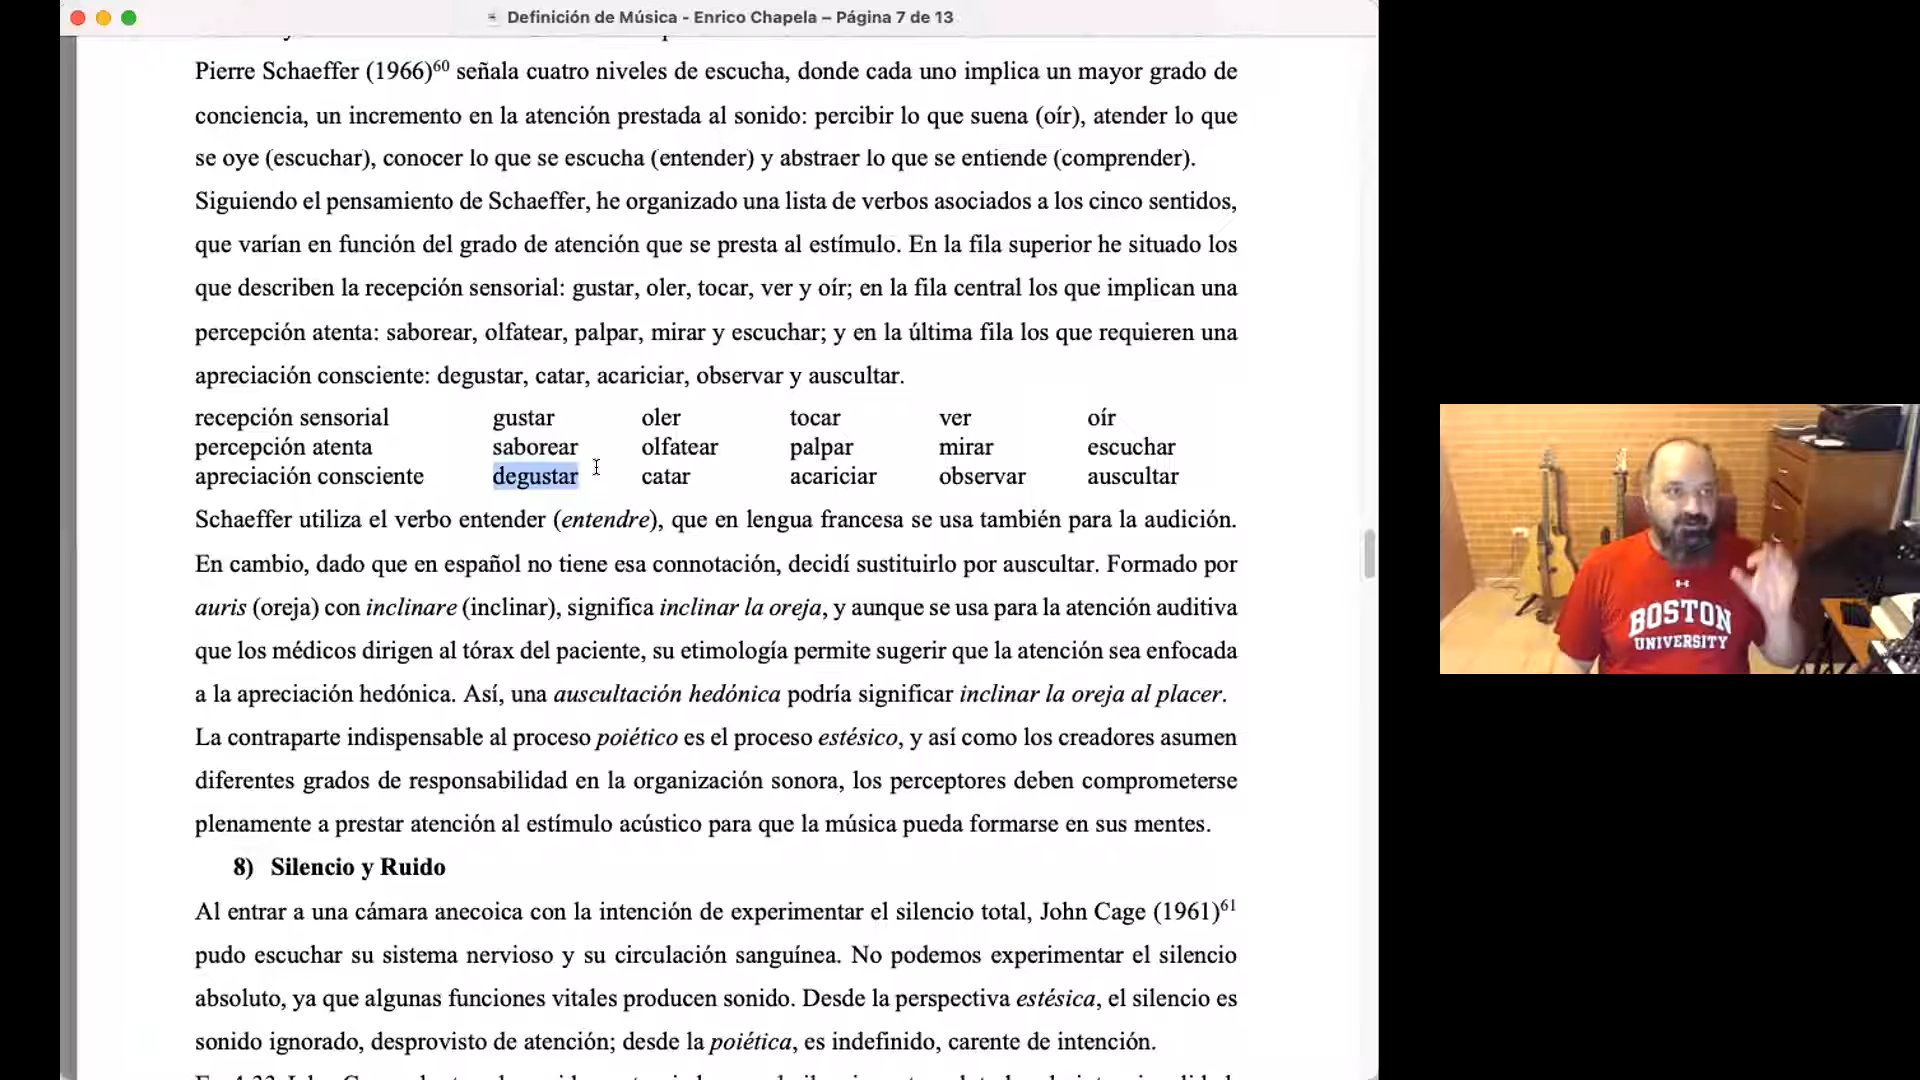 Definición de Música - Enrico Chapela – Página 7 de 13
Pierre Schaeffer (1966)60 señala cuatro niveles de escucha, donde cada uno implica un mayor grado de
conciencia, un incremento en la atención prestada al sonido: percibir lo que suena (oír), atender lo que
se oye (escuchar), conocer lo que se escucha (entender) y abstraer lo que se entiende (comprender).
Siguiendo el pensamiento de Schaeffer, he organizado una lista de verbos asociados a los cinco sentidos,
que varían en función del grado de atención que se presta al estímulo. En la fila superior he situado los
que describen la recepción sensorial: gustar, oler, tocar, ver y oír; en la fila central los que implican una
percepción atenta: saborear, olfatear, palpar, mirar y escuchar; y en la última fila los que requieren una
apreciación consciente: degustar, catar, acariciar, observar y auscultar.
recepción sensorial gustar oler tocar ver oír
percepción atenta saborear olfatear palpar mirar escuchar
apreciación consciente degustar catar acariciar observar auscultar
Schaeffer utiliza el verbo entender (entendre), que en lengua francesa se usa también para la audición.
En cambio, dado que en español no tiene esa connotación, decidí sustituirlo por auscultar. Formado por
auris (oreja) con inclinare (inclinar), significa inclinar la oreja, y aunque se usa para la atención auditiva
que los médicos dirigen al tórax del paciente, su etimología permite sugerir que la atención sea enfocada
a la apreciación hedónica. Así, una auscultación hedónica podría significar inclinar la oreja al placer.
La contraparte indispensable al proceso poiético es el proceso estésico, y así como los creadores asumen
diferentes grados de responsabilidad en la organización sonora, los perceptores deben comprometerse
plenamente a prestar atención al estímulo acústico para que la música pueda formarse en sus mentes.
8) Silencio y Ruido
Al entrar a una cámara anecoica con la intención de experimentar el silencio total, John Cage (1961)61
pudo escuchar su sistema nervioso y su circulación sanguínea. No podemos experimentar el silencio
absoluto, ya que algunas funciones vitales producen sonido. Desde la perspectiva estésica, el silencio es
sonido ignorado, desprovisto de atención; desde la poiética, es indefinido, carente de intención.
BOSTON
UNIVERSITY